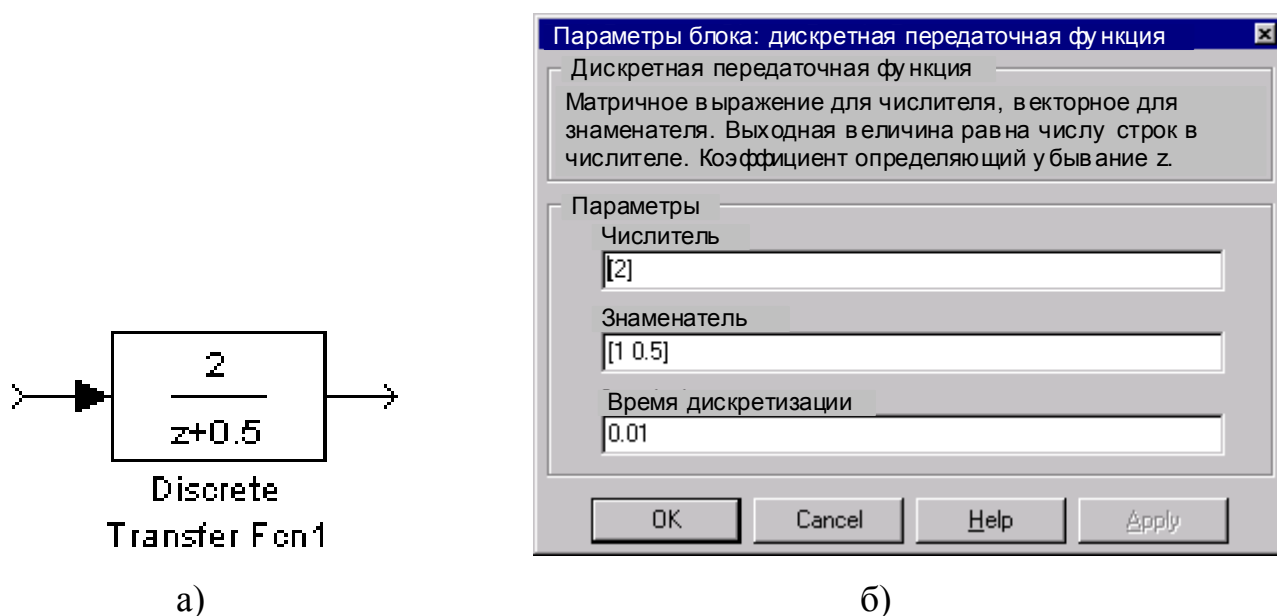 2
z+0.5
Discrete
Transfer Fcn1
а)
Параметры блока: дискретная передаточная функция
Дискретная передаточная функция
Матричное выражение для числителя, векторное для
знаменателя. Выходная величина равна числу строк в
числителе. Коэффициент определяющий убывание z.
Параметры
Числитель
[2]
Знаменатель
[1 0.5]
Время дискретизации
0.01
OK Cancel Help Apply
б)